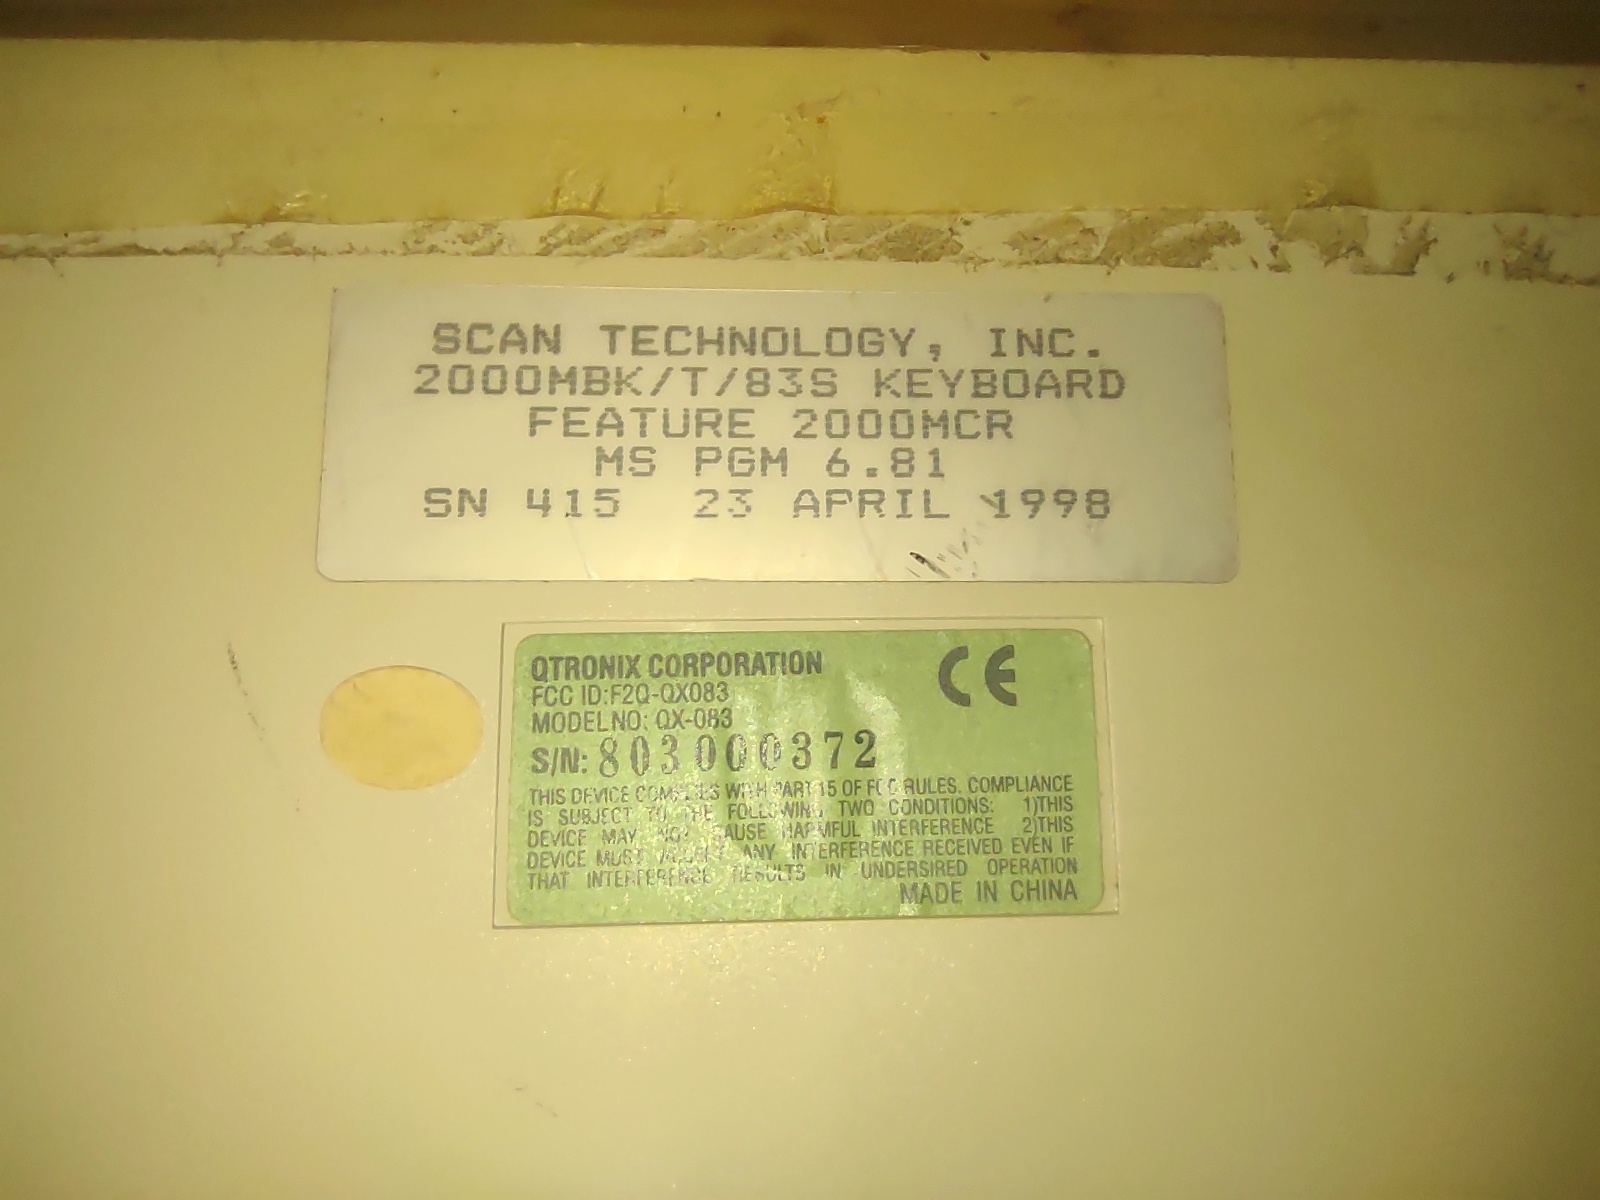 SCAN TECHNOLOGY, INC.
2000MBK/T/83S KEYBOARD
FEATURE 2000MCR
MS PGM 6.81
SN 415 23 APRIL 1998
QTRONIX CORPORATION
CE
FCC ID:F2Q-QX083
MODEL NO: QX-083
S/N: 803000372
THIS DEVICE COMPLIES WITH PART 15 OF FCC RULES. COMPLIANCE
IS SUBJECT TO THE FOLLOWING TWO CONDITIONS: 1)THIS
DEVICE MAY NOT CAUSE HARMFUL INTERFERENCE 2)THIS
DEVICE MUST ACCEPT ANY INTERFERENCE RECEIVED EVEN IF
THAT INTERFERENCE RESULTS IN UNDERSIRED OPERATION
MADE IN CHINA